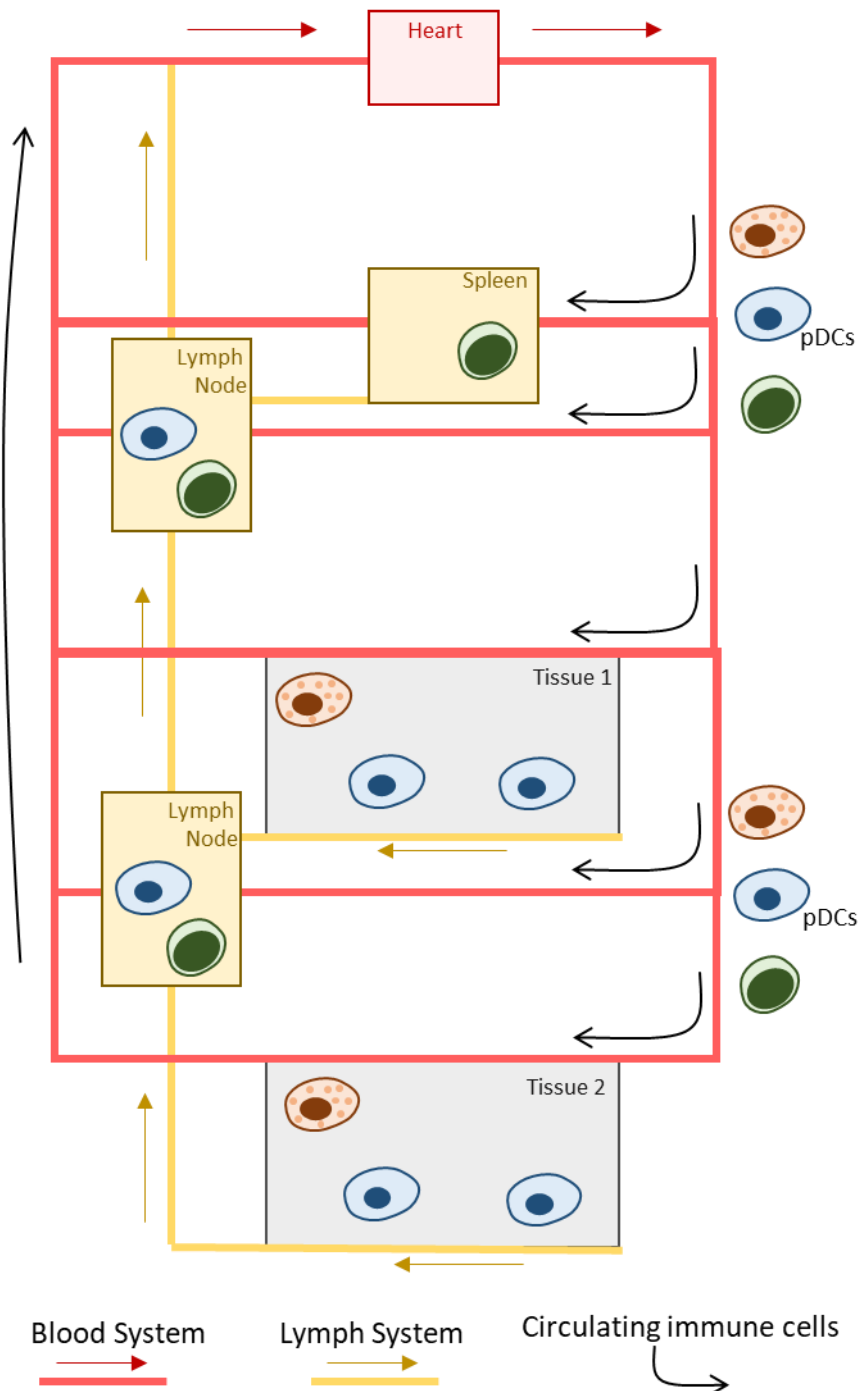 Heart
Spleen
pDCs
Lymph
Node
Tissue 1
Lymph
Node
pDCs
Tissue 2
Blood System
Lymph System
Circulating immune cells